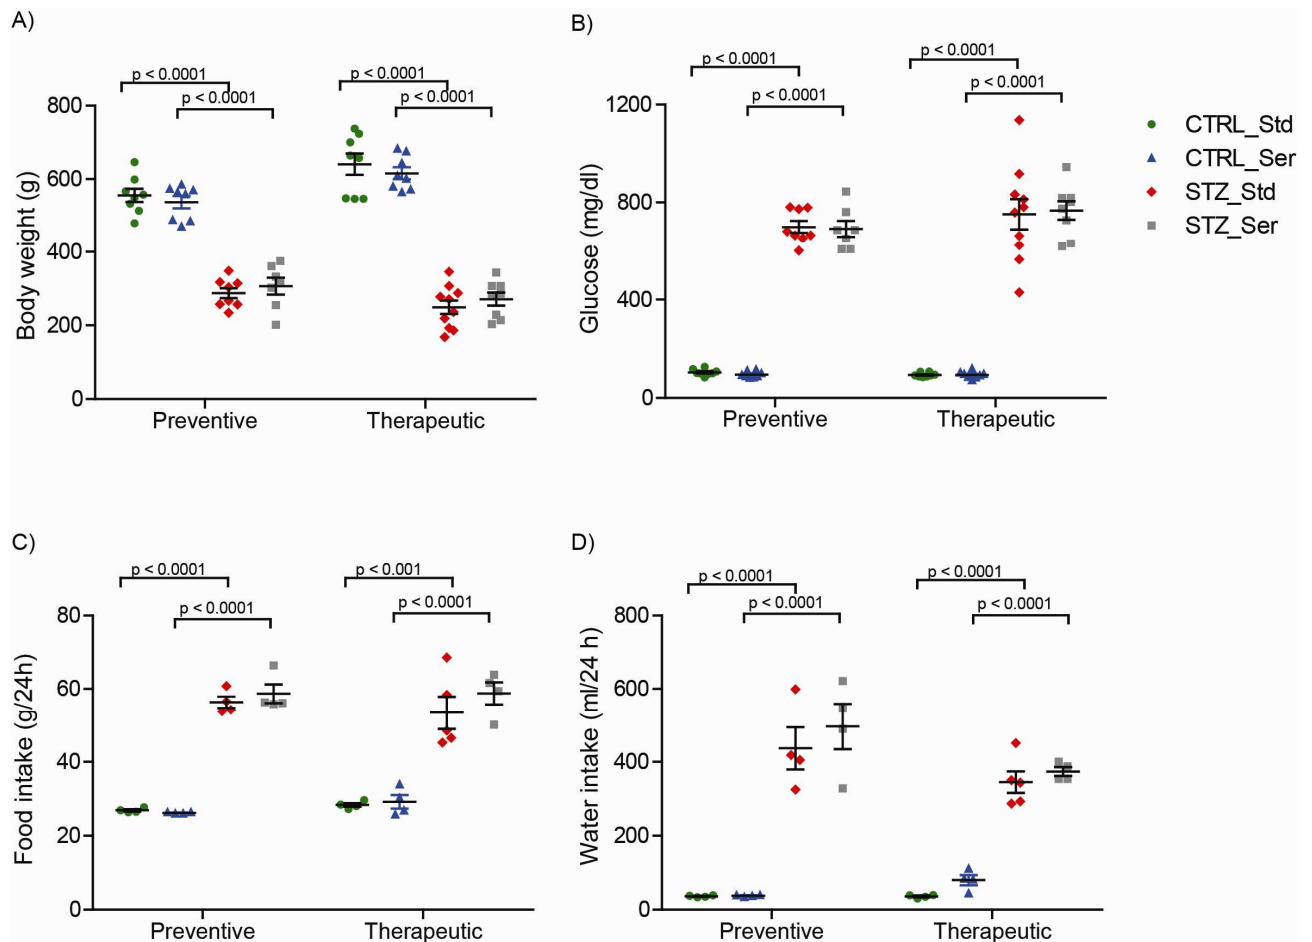 A)
p < 0.0001
p < 0.0001
p < 0.0001
p < 0.0001
800
600
400
200
0
Body weight (g)
Preventive
Therapeutic
B)
p < 0.0001
p < 0.0001
p < 0.0001
p < 0.0001
1200
800
400
0
Glucose (mg/dl)
Preventive
Therapeutic
CTRL_Std
CTRL_Ser
STZ_Std
STZ_Ser
C)
p < 0.0001
p < 0.0001
p < 0.001
p < 0.0001
80
60
40
20
0
Food intake (g/24h)
Preventive
Therapeutic
D)
p < 0.0001
p < 0.0001
p < 0.0001
p < 0.0001
800
600
400
200
0
Water intake (ml/24 h)
Preventive
Therapeutic